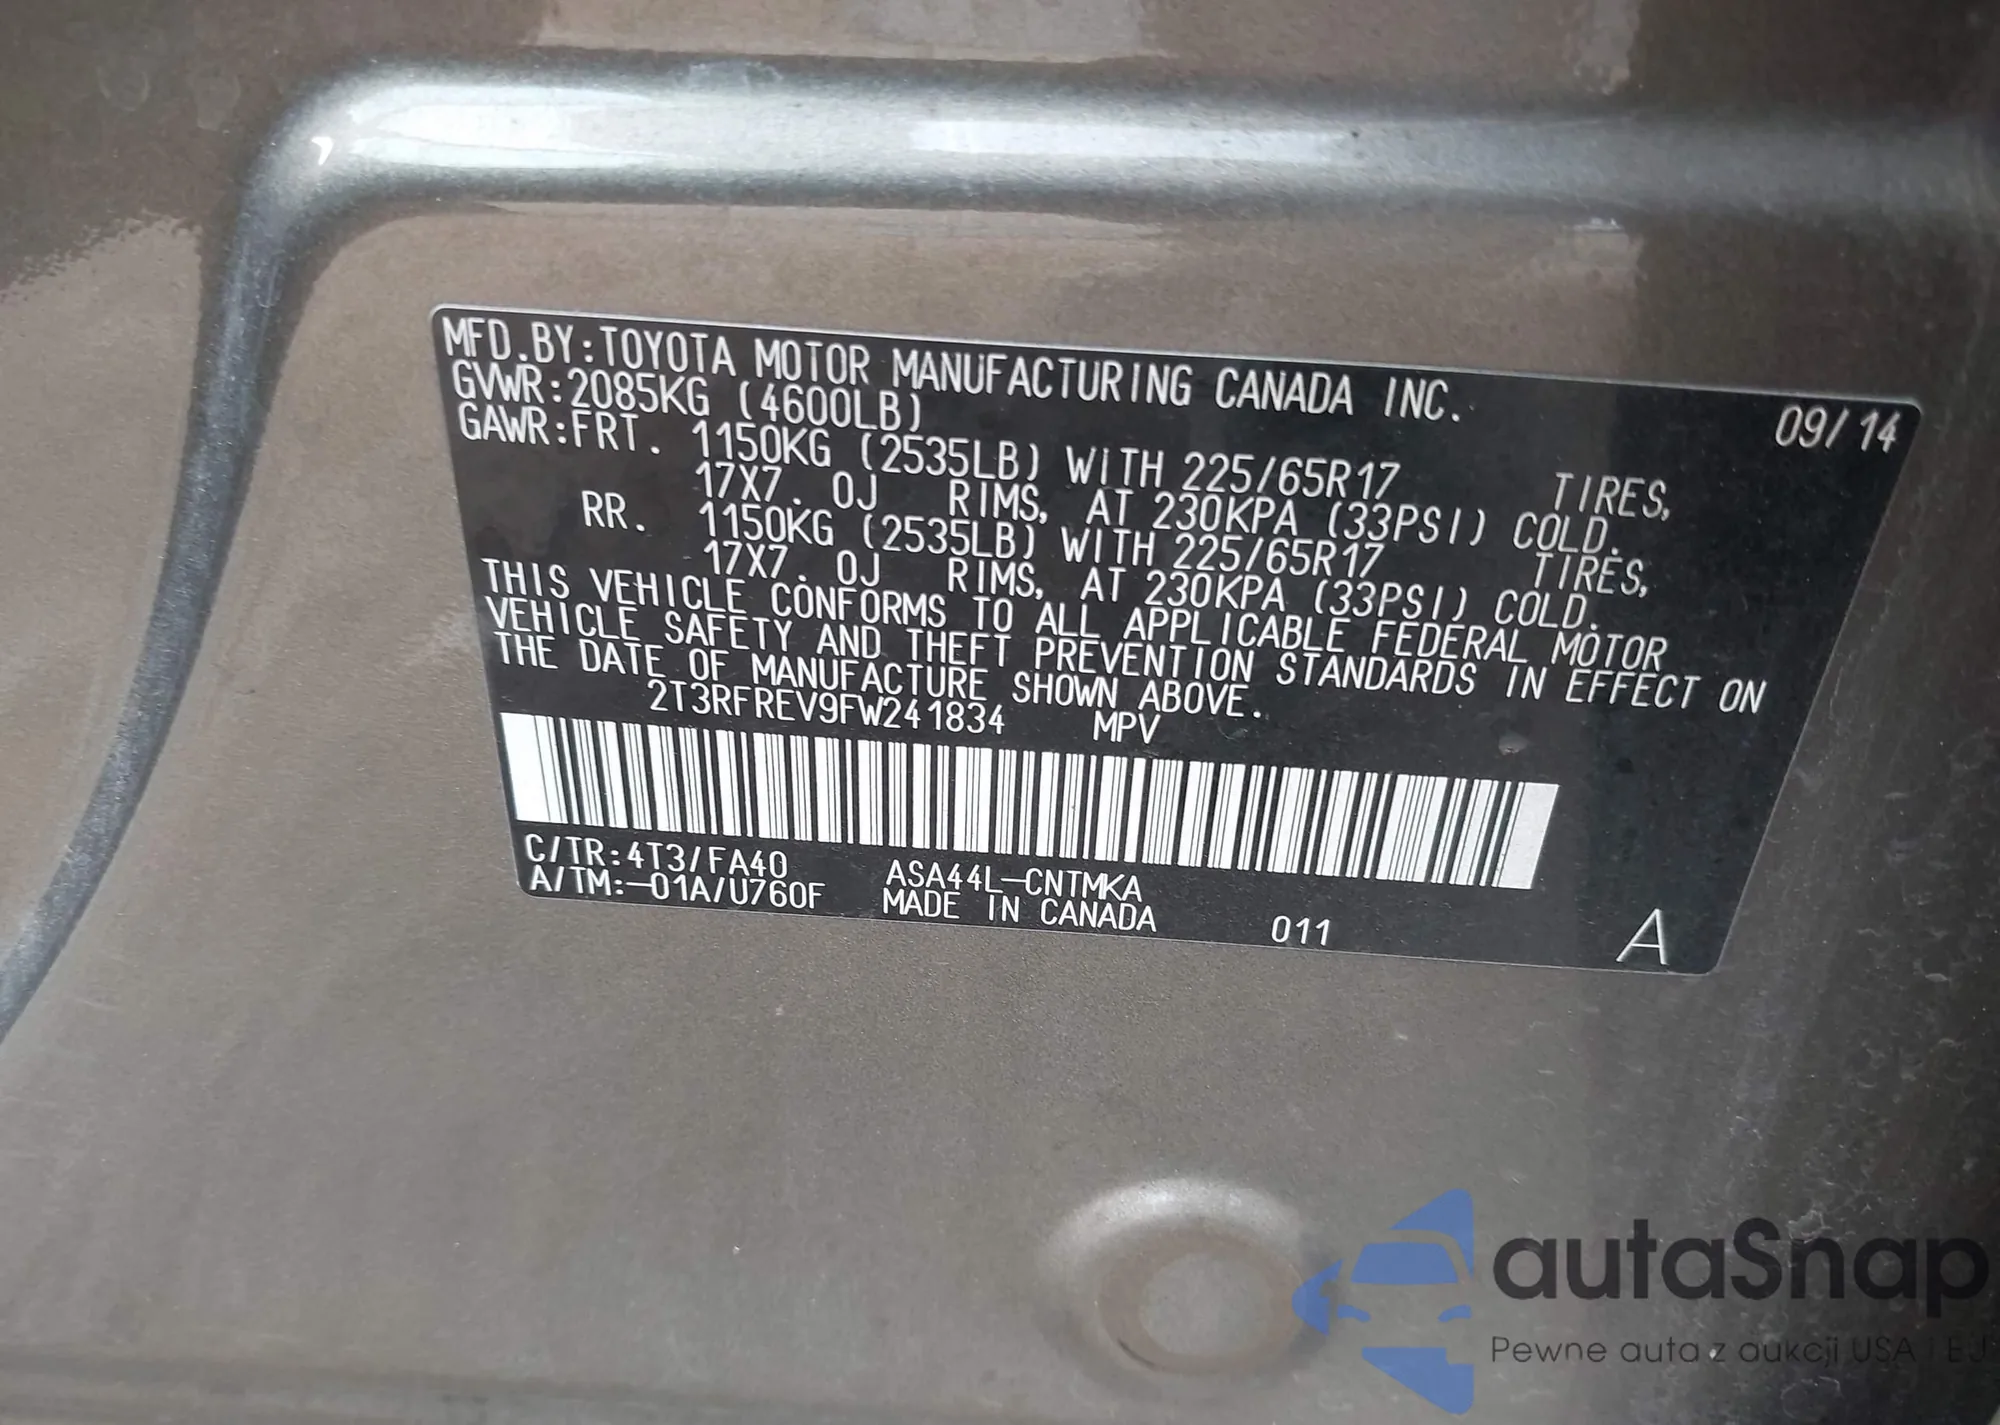 MFD.BY:TOYOTA MOTOR MANUFACTURING CANADA INC. 09/14
GVWR:2085KG (4600LB)
GAWR:FRT. 1150KG (2535LB) WITH 225/65R17 TIRES,
17X7.0J RIMS, AT 230KPA (33PSI) COLD.
RR. 1150KG (2535LB) WITH 225/65R17 TIRES,
17X7.0J RIMS, AT 230KPA (33PSI) COLD.
THIS VEHICLE CONFORMS TO ALL APPLICABLE FEDERAL MOTOR
VEHICLE SAFETY AND THEFT PREVENTION STANDARDS IN EFFECT ON
THE DATE OF MANUFACTURE SHOWN ABOVE.
2T3RFREV9FW241834 MPV
C/TR:4T3/FA40 ASA44L-CNTMKA
A/TM:-01A/U760F MADE IN CANADA 011 A
autaSnap
Pewne auta z aukcji USA i EJ